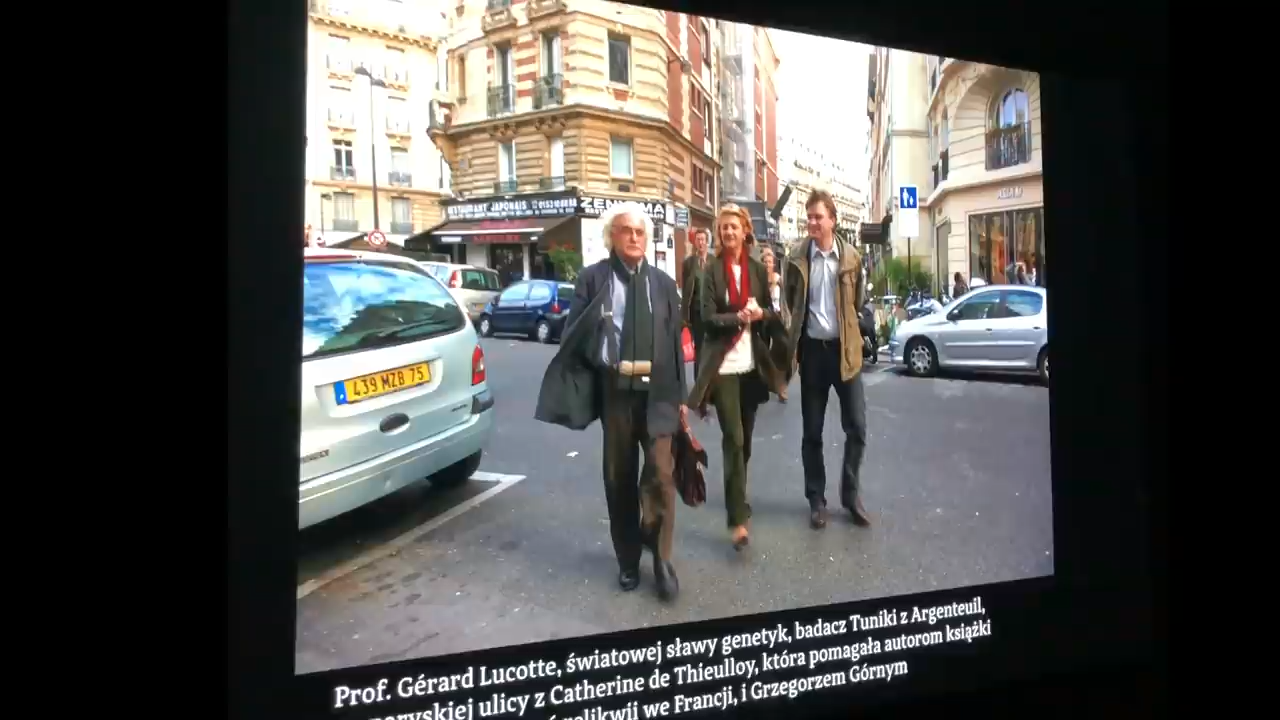 RESTAURANT JAPONAIS
ZEN
439 MZB 75
Prof. Gérard Lucotte, światowej sławy genetyk, badacz Tuniki z Argenteuil,
paryskiej ulicy z Catherine de Thieulloy, która pomagała autorom książki
relikwii we Francji, i Grzegorzem Górnym